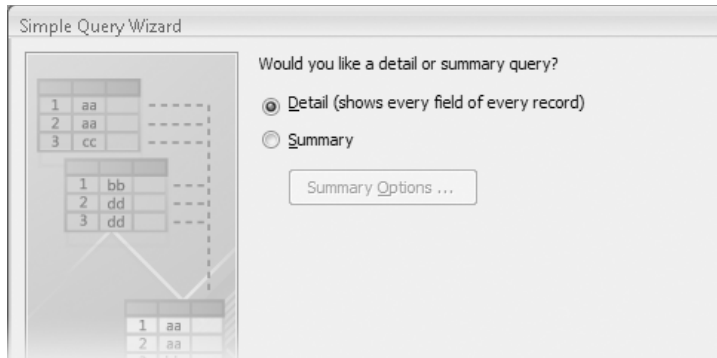 Simple Query Wizard
Would you like a detail or summary query?
Detail (shows every field of every record)
Summary
Summary Options ...
1 aa
2 aa
3 cc
1 bb
2 dd
3 dd
1 aa
2 aa